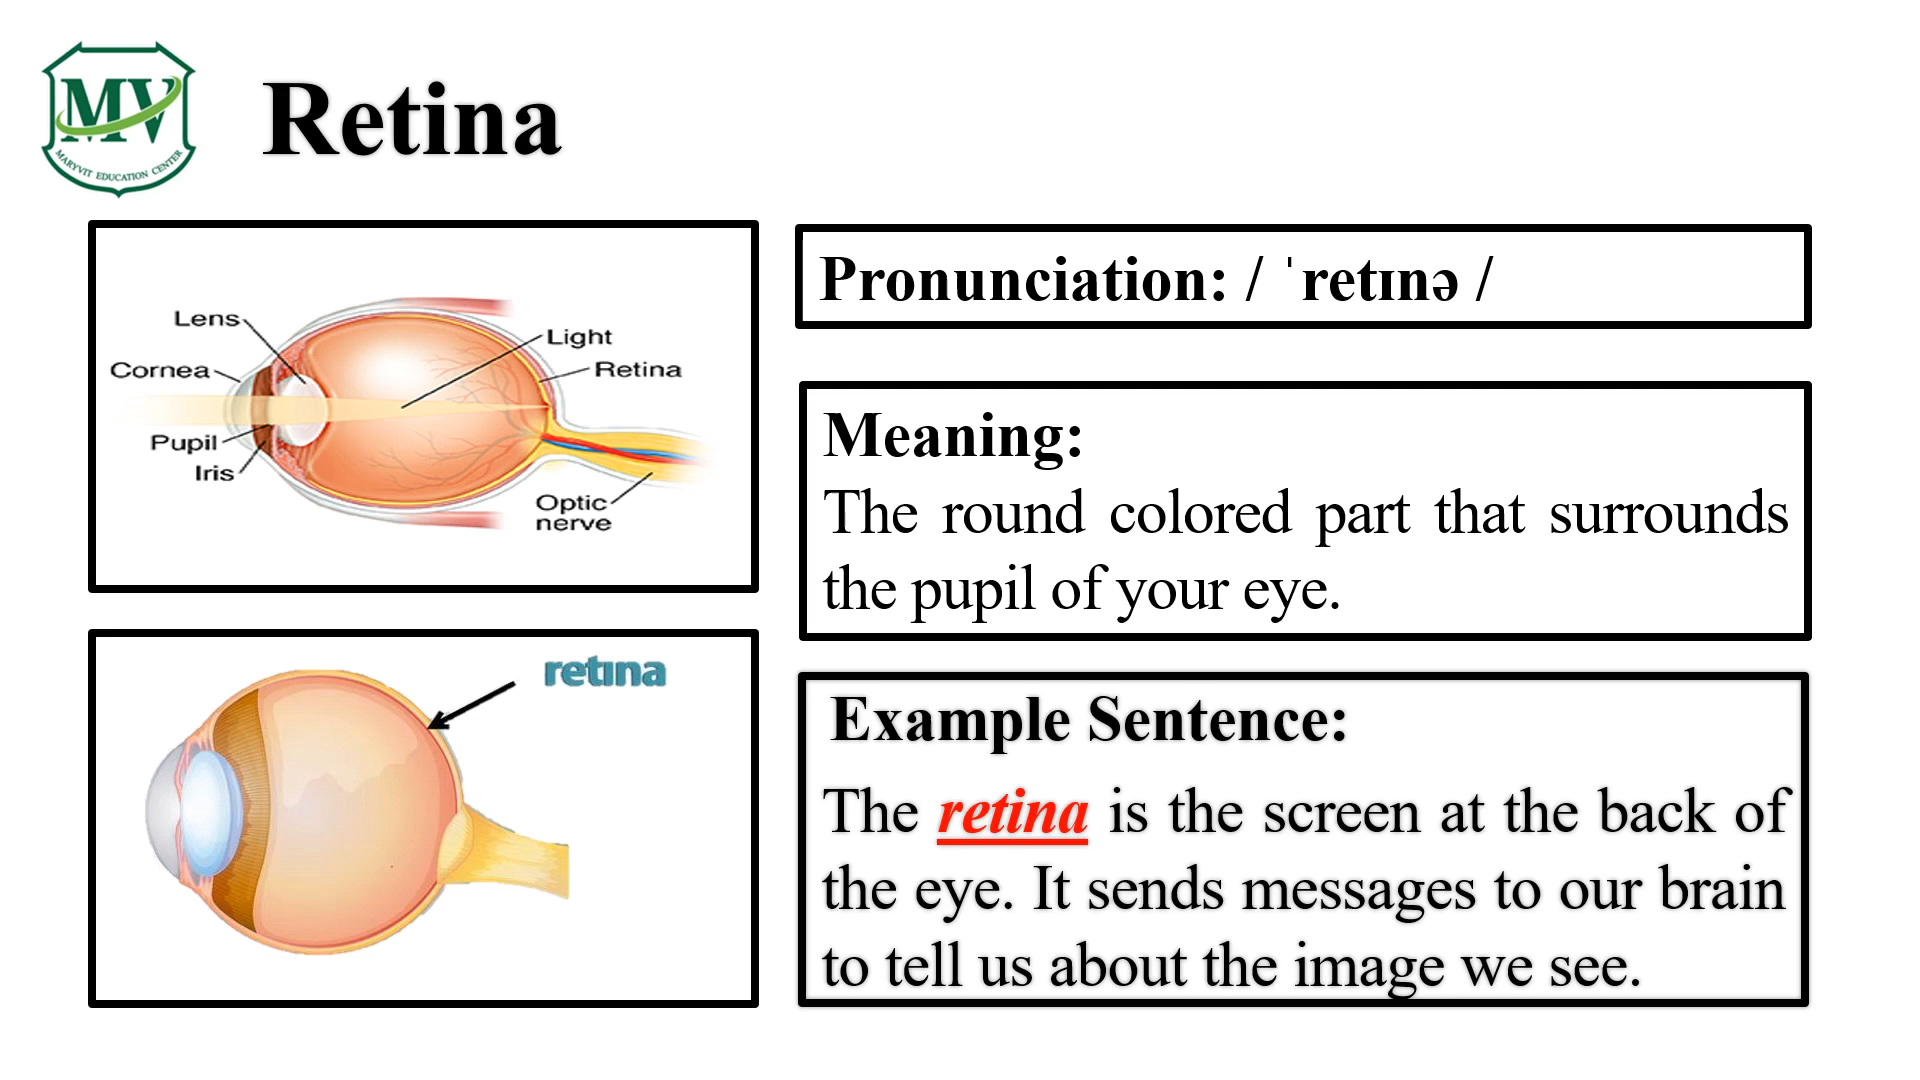 MV
MARYVIT EDUCATION CENTER
Retina
Lens
Cornea
Pupil
Iris
Light
Retina
Optic
nerve
retina
Pronunciation: / ˈretɪnə /
Meaning:
The round colored part that surrounds
the pupil of your eye.
Example Sentence:
The retina is the screen at the back of
the eye. It sends messages to our brain
to tell us about the image we see.